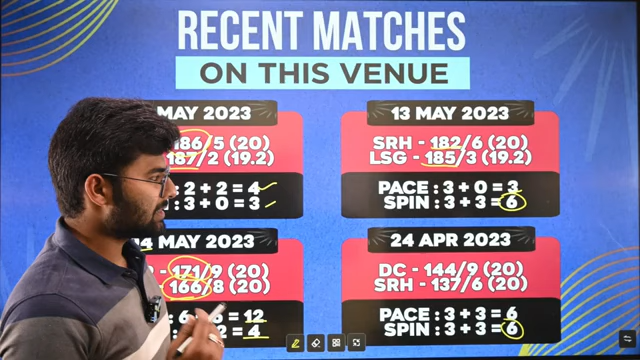 RECENT MATCHES
ON THIS VENUE
MAY 2023
186/5 (20)
187/2 (19.2)
: 2 + 2 = 4
: 3 + 0 = 3
13 MAY 2023
SRH - 182/6 (20)
LSG - 185/3 (19.2)
PACE : 3 + 0 = 3
SPIN : 3 + 3 = 6
MAY 2023
- 171/9 (20)
166/8 (20)
= 12
= 4
24 APR 2023
DC - 144/9 (20)
SRH - 137/6 (20)
PACE : 3 + 3 = 6
SPIN : 3 + 3 = 6